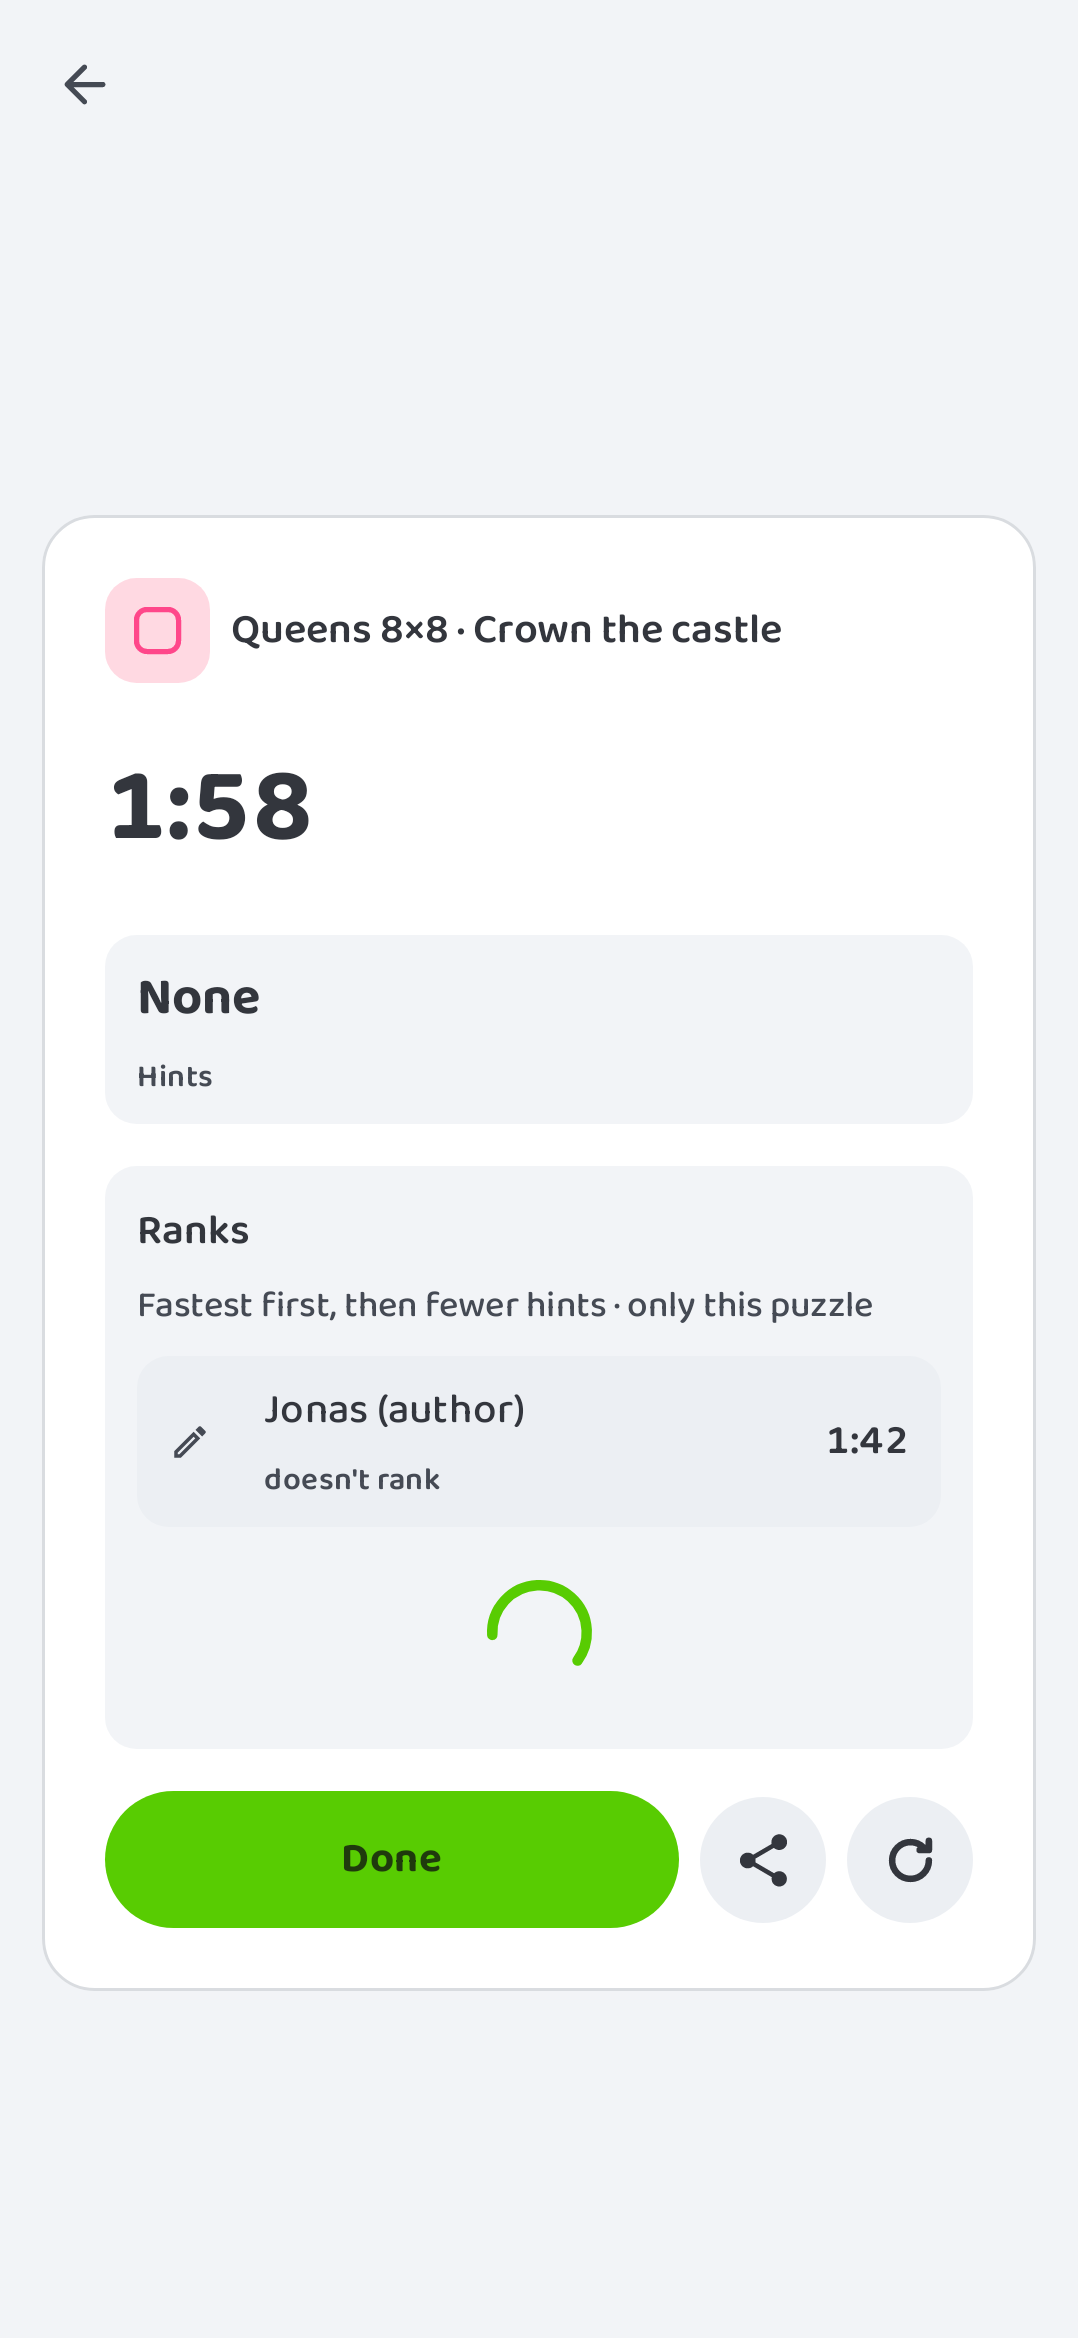 Queens 8×8 · Crown the castle
1:58
None
Hints
Ranks
Fastest first, then fewer hints · only this puzzle
Jonas (author)
doesn't rank
1:42
Done